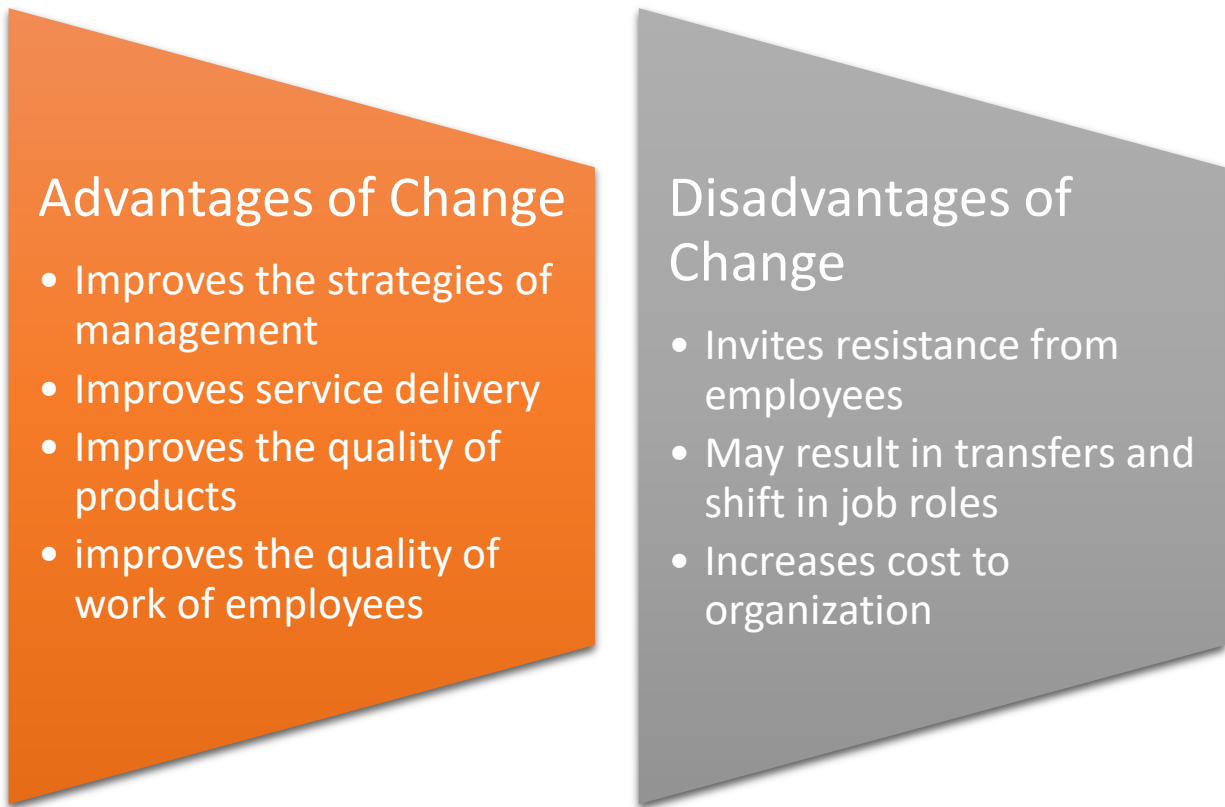 Advantages of Change
• Improves the strategies of
management
• Improves service delivery
• Improves the quality of
products
• improves the quality of
work of employees
Disadvantages of
Change
• Invites resistance from
employees
• May result in transfers and
shift in job roles
• Increases cost to
organization